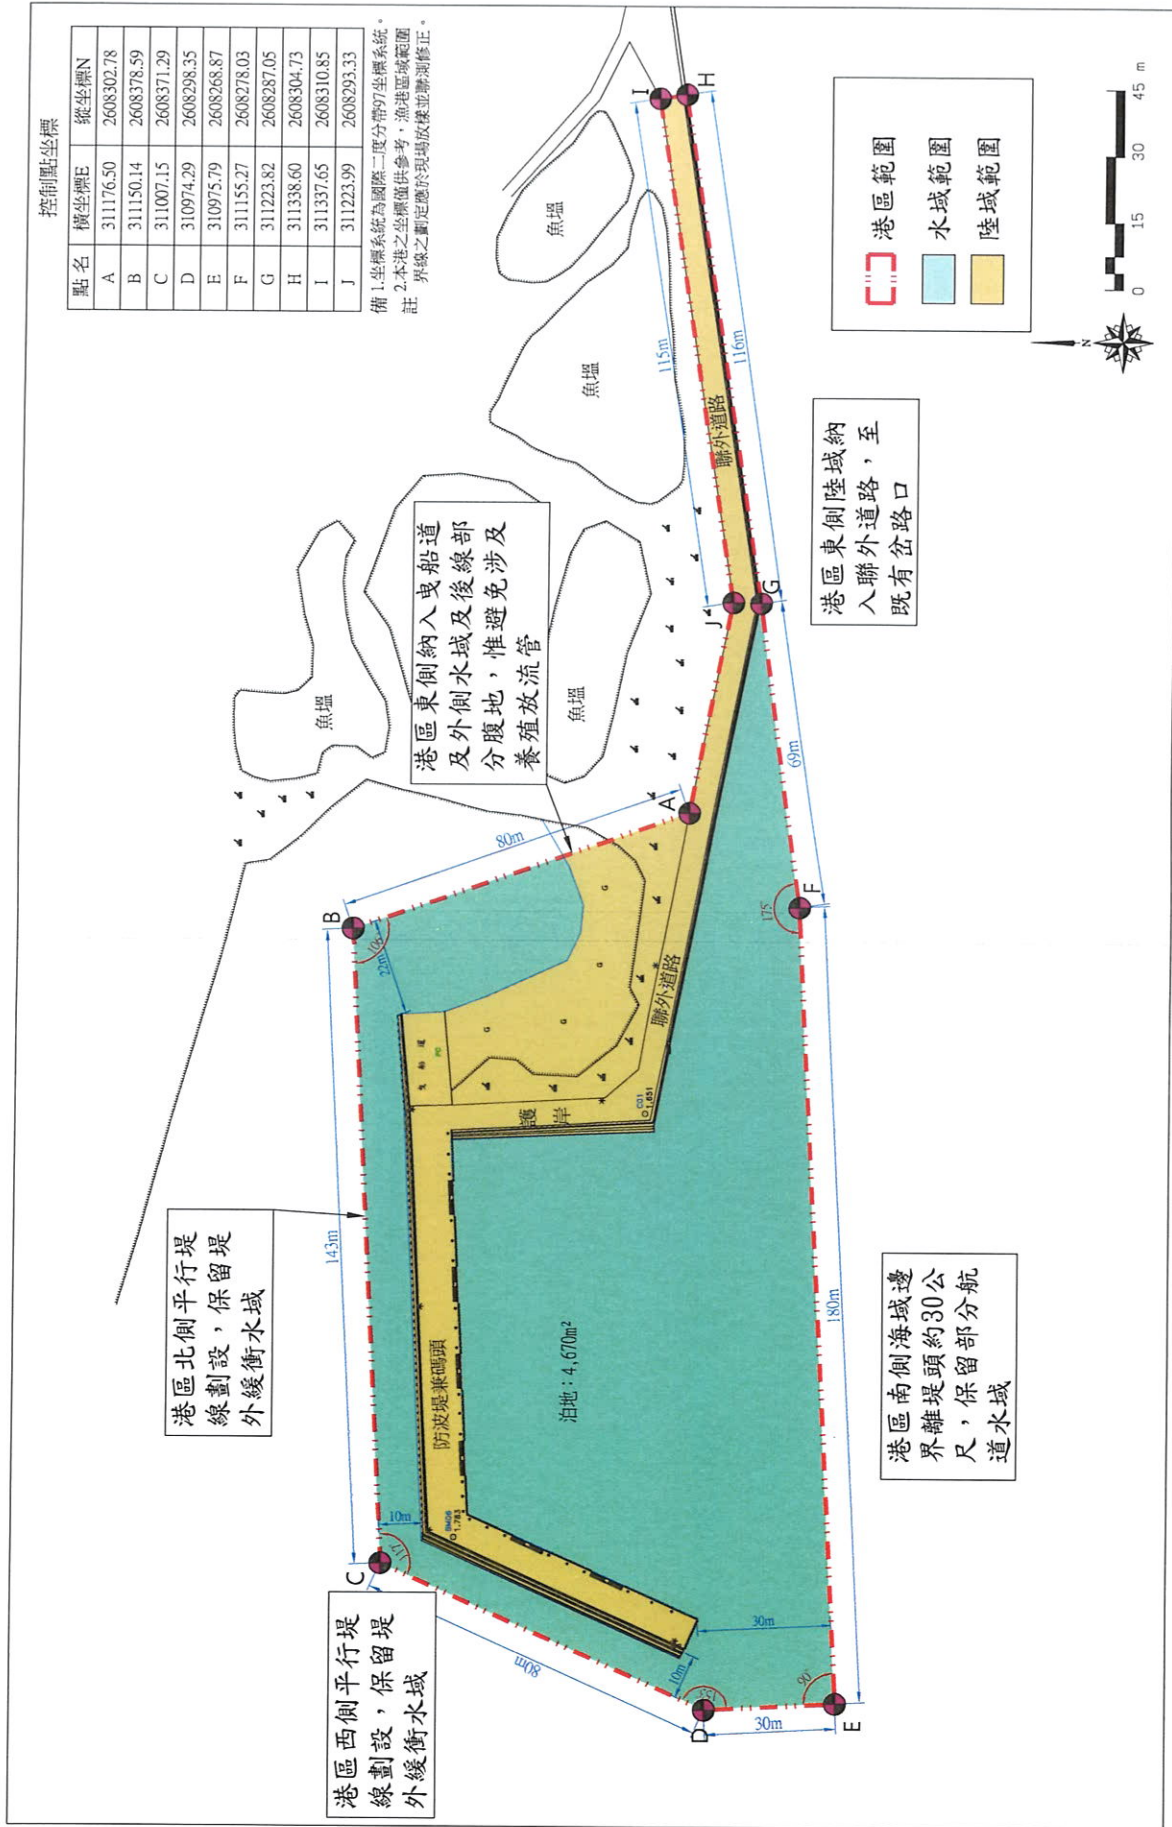 控制點坐標
點名 橫坐標E 縱坐標N
A 311176.50 2608302.78
B 311150.14 2608378.59
C 311007.15 2608371.29
D 310974.29 2608298.35
E 310975.79 2608268.87
F 311155.27 2608278.03
G 311223.82 2608287.05
H 311338.60 2608304.73
I 311337.65 2608310.85
J 311223.99 2608293.33
備註
1.坐標系統為國際二度分帶97坐標系統。
2.本港之坐標僅供參考，漁港區域範圍
界線之劃定應於現場放樣並聯測修正。
港區北側平行堤
線劃設，保留堤
外緩衝水域
港區西側平行堤
線劃設，保留堤
外緩衝水域
港區東側納入曳船道
及外側水域及後線部
分腹地，惟避免涉及
養殖放流管
港區南側海域邊
界離堤頭約30公
尺，保留部分航
道水域
港區東側陸域納
入聯外道路，至
既有岔路口
魚塭
魚塭
魚塭
魚塭
C
143m
B
106°
22m
80m
A
J
115m
I
H
116m
G
69m
F
175°
180m
E
90°
30m
D
153°
80m
117°
10m
10m
30m
防波堤兼碼頭
BM06
1.783
泊地：4,670m²
護岸
曳船道
PC
G
G
G
C01
1.651
聯外道路
聯外道路
港區範圍
水域範圍
陸域範圍
N
0 15 30 45 m